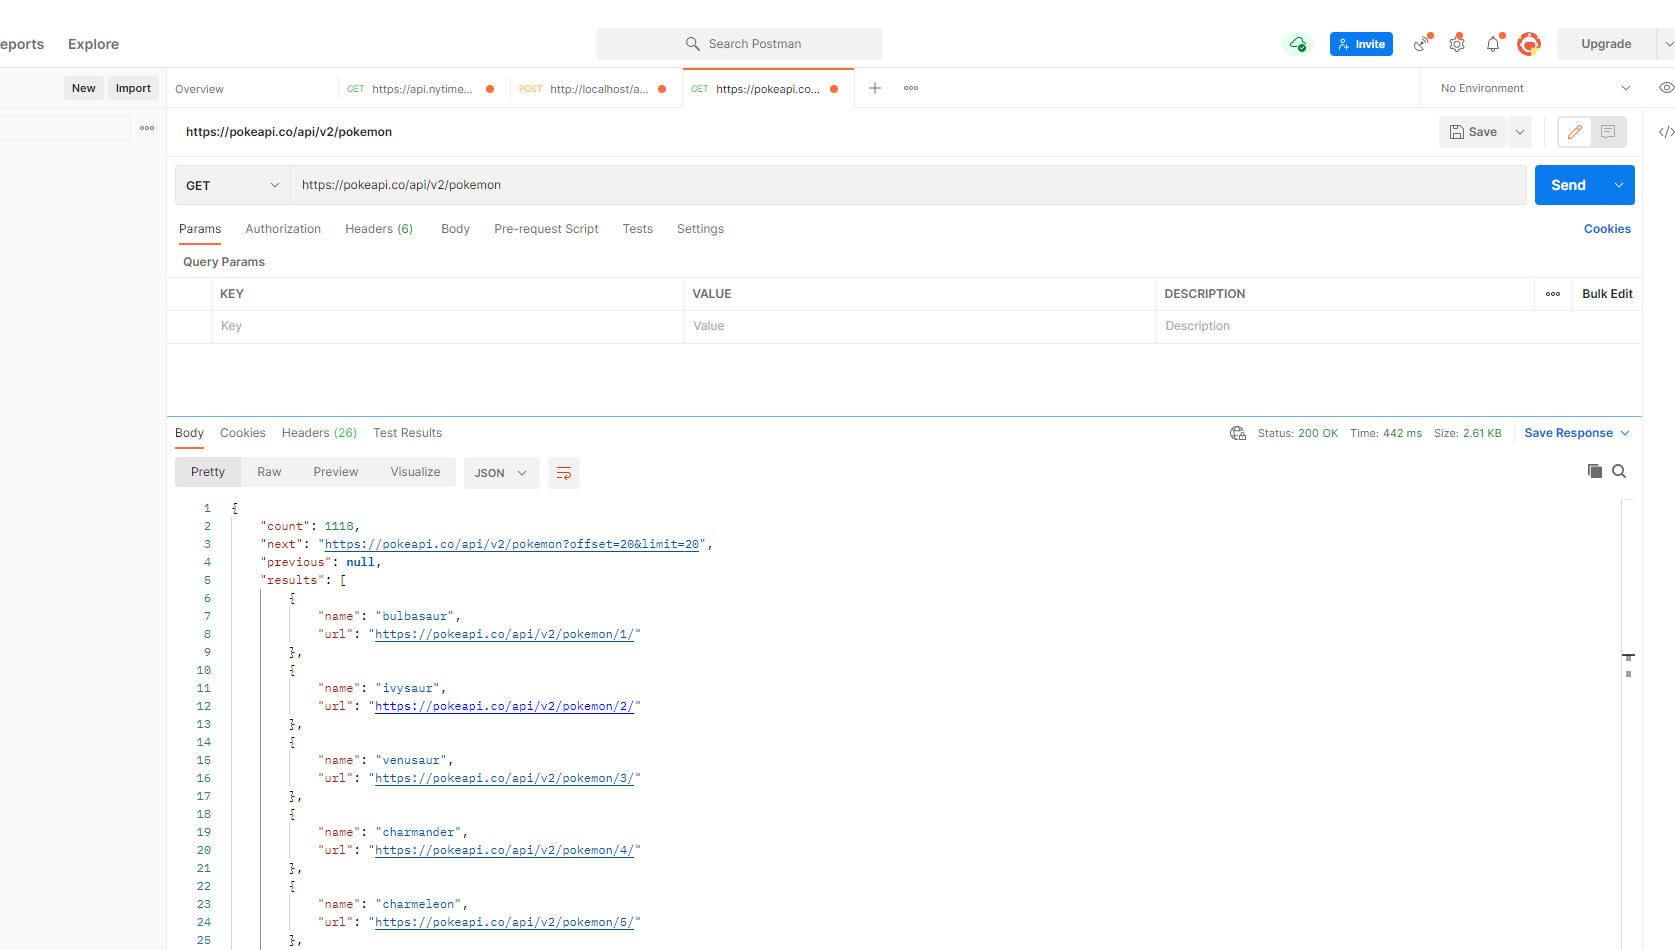 eports Explore Search Postman Invite Upgrade
New Import Overview GET https://api.nytime... POST http://localhost/a... GET https://pokeapi.co... No Environment
https://pokeapi.co/api/v2/pokemon Save
GET https://pokeapi.co/api/v2/pokemon Send
Params Authorization Headers (6) Body Pre-request Script Tests Settings Cookies
Query Params
KEY VALUE DESCRIPTION Bulk Edit
Key Value Description
Body Cookies Headers (26) Test Results Status: 200 OK Time: 442 ms Size: 2.61 KB Save Response
Pretty Raw Preview Visualize JSON
1 {
2 "count": 1118,
3 "next": "https://pokeapi.co/api/v2/pokemon?offset=20&limit=20",
4 "previous": null,
5 "results": [
6 {
7 "name": "bulbasaur",
8 "url": "https://pokeapi.co/api/v2/pokemon/1/"
9 },
10 {
11 "name": "ivysaur",
12 "url": "https://pokeapi.co/api/v2/pokemon/2/"
13 },
14 {
15 "name": "venusaur",
16 "url": "https://pokeapi.co/api/v2/pokemon/3/"
17 },
18 {
19 "name": "charmander",
20 "url": "https://pokeapi.co/api/v2/pokemon/4/"
21 },
22 {
23 "name": "charmeleon",
24 "url": "https://pokeapi.co/api/v2/pokemon/5/"
25 },